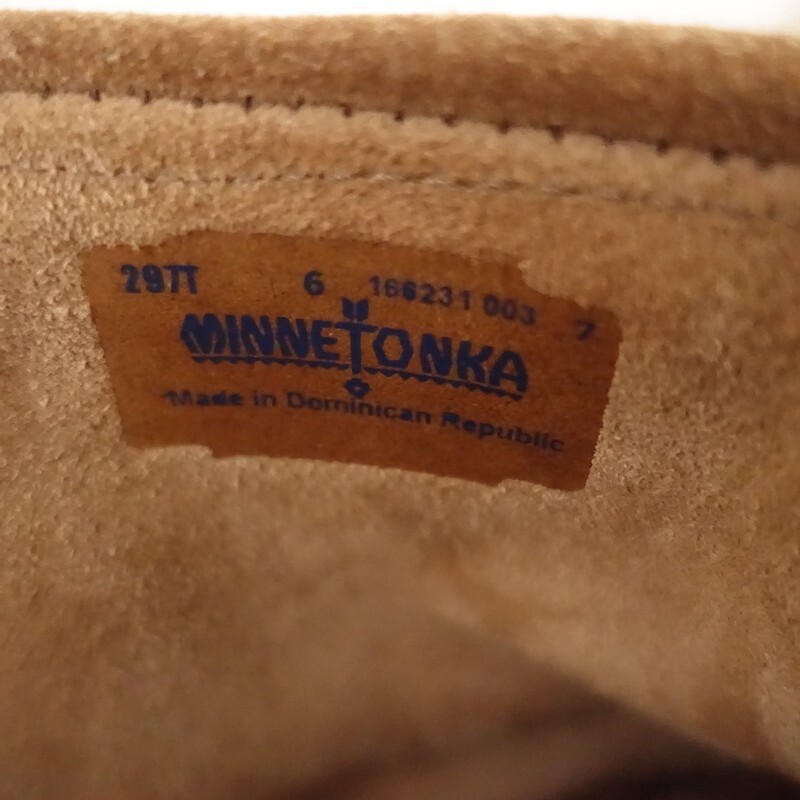 297T 6 166231 003 7
MINNETONKA
Made in Dominican Republic